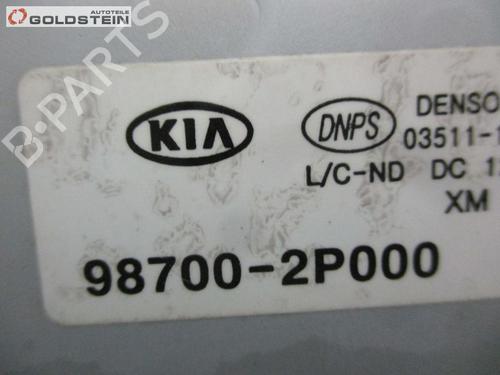 AUTOTEILE
GOLDSTEIN
B-PARTS
KIA
DNPS
DENSO
03511-
L/C-ND DC
XM
98700-2P000